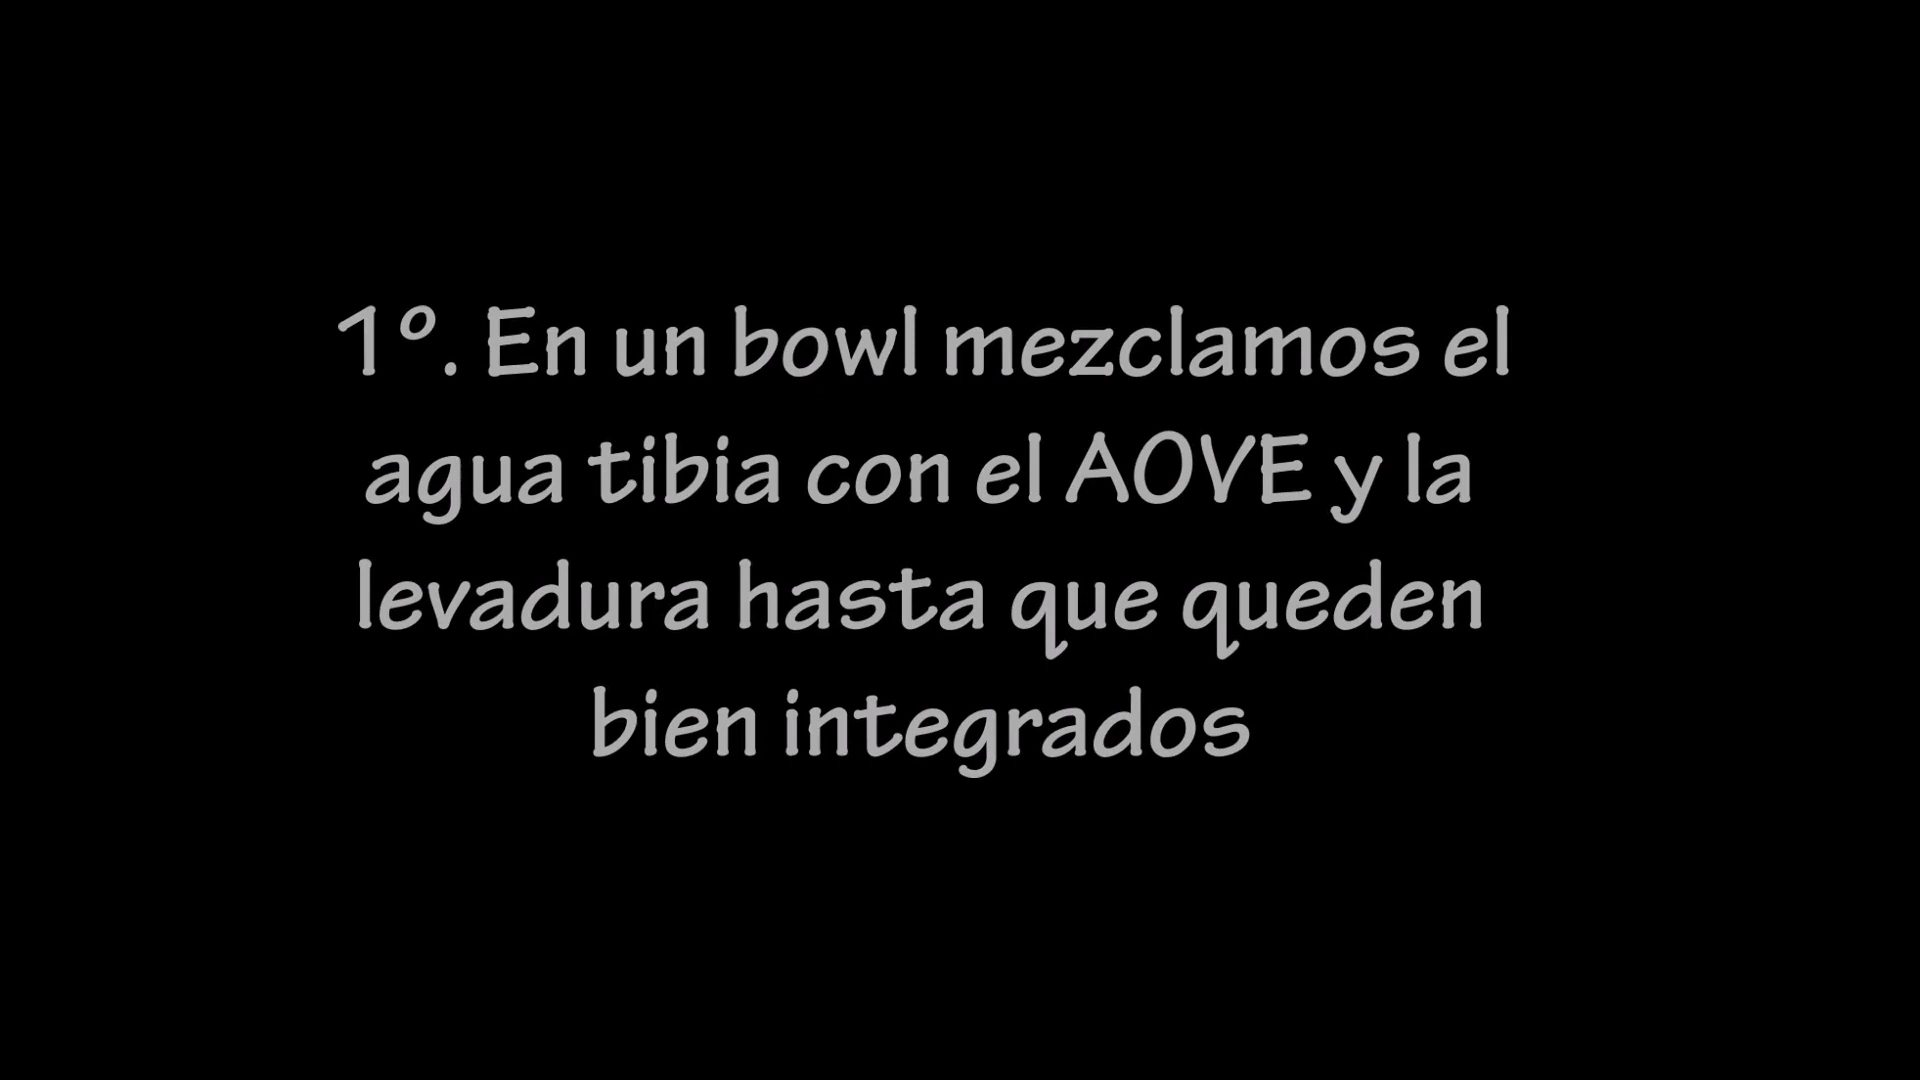 1º. En un bowl mezclamos el
agua tibia con el AOVE y la
levadura hasta que queden
bien integrados